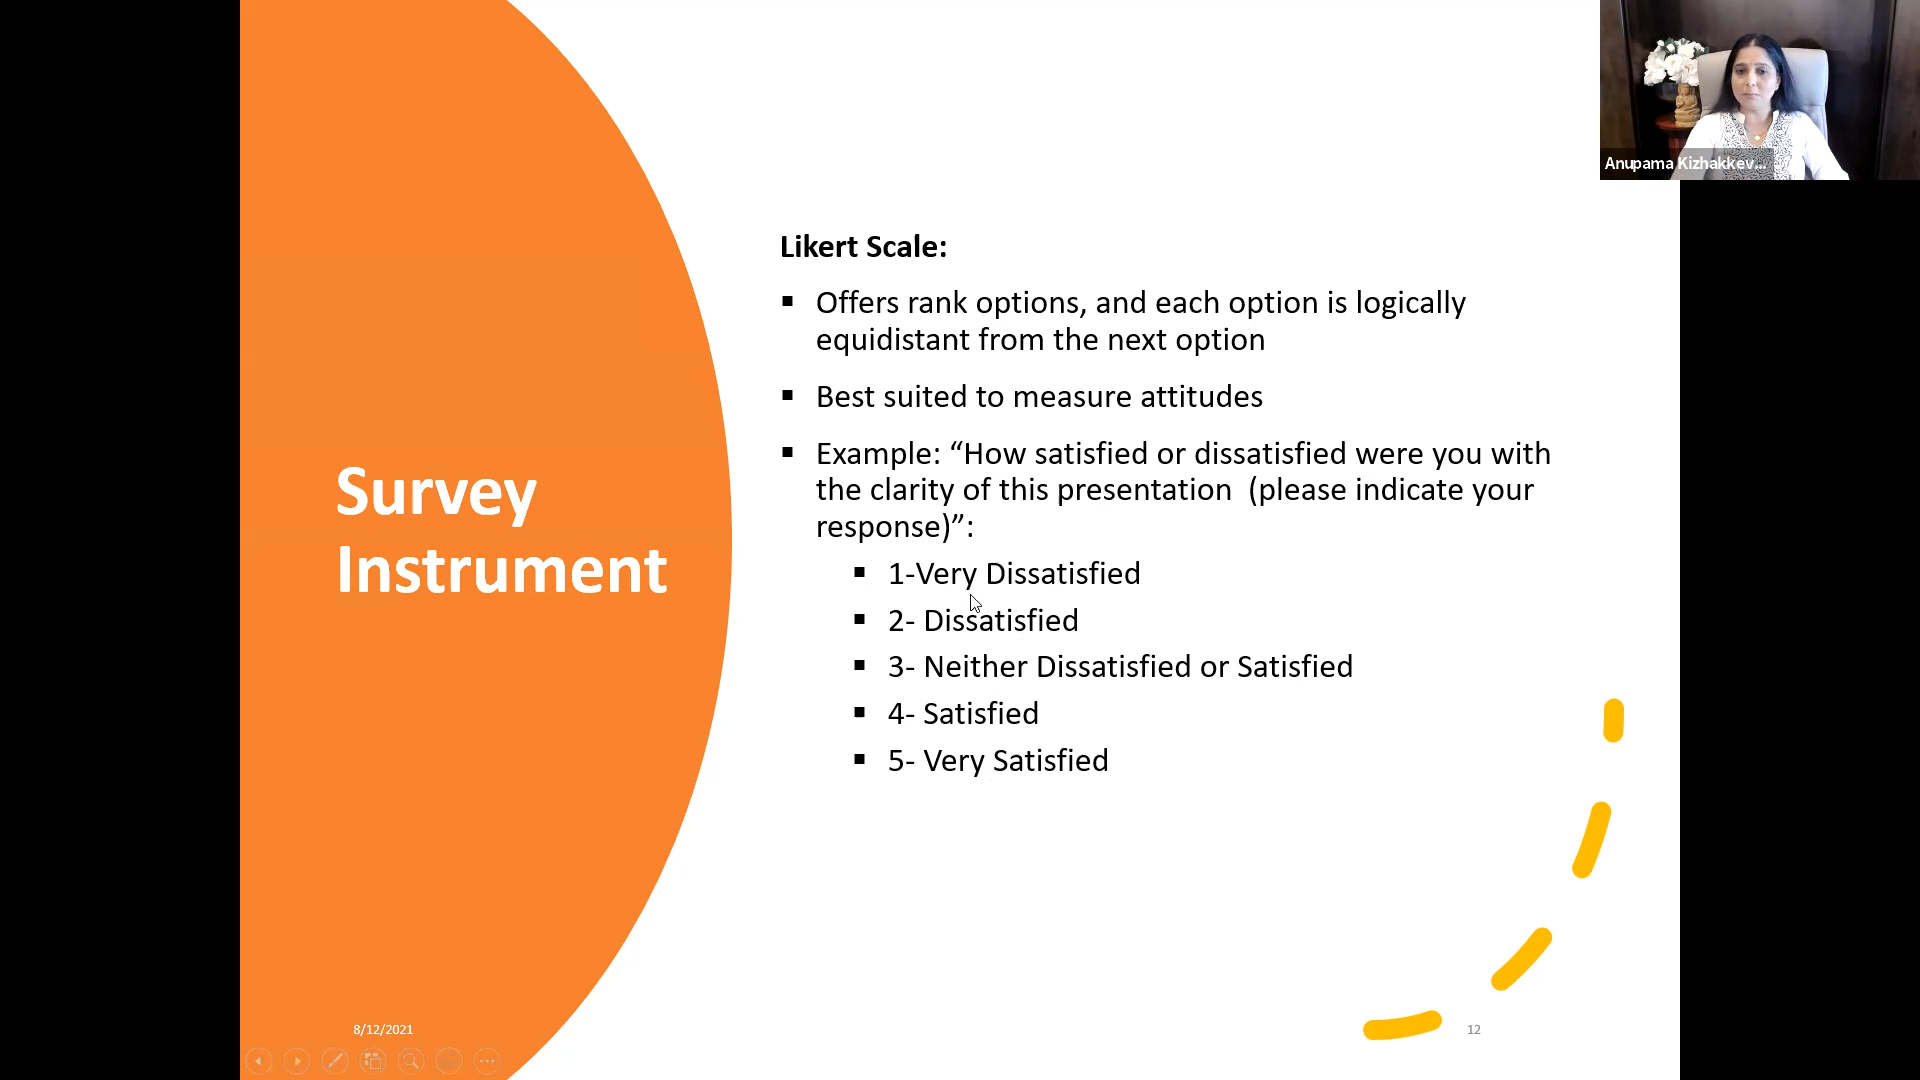 Anupama Kizhakkev...
Survey
Instrument
Likert Scale:
▪ Offers rank options, and each option is logically
equidistant from the next option
▪ Best suited to measure attitudes
▪ Example: “How satisfied or dissatisfied were you with
the clarity of this presentation  (please indicate your
response)”:
▪ 1-Very Dissatisfied
▪ 2- Dissatisfied
▪ 3- Neither Dissatisfied or Satisfied
▪ 4- Satisfied
▪ 5- Very Satisfied
8/12/2021
12